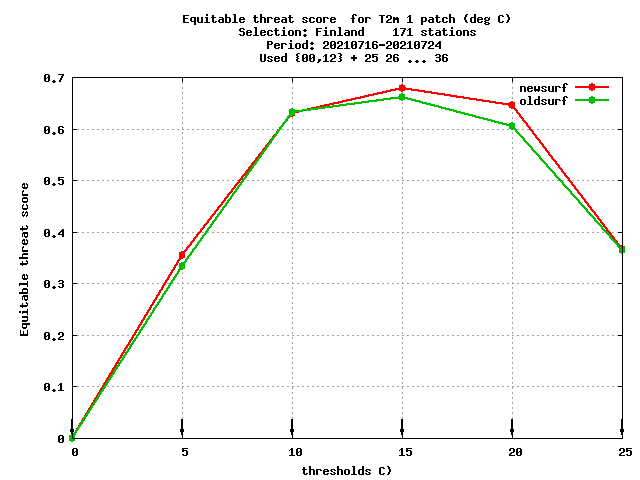 Equitable threat score  for T2m 1 patch (deg C)
Selection: Finland    171 stations
Period: 20210716-20210724
Used {00,12} + 25 26 ... 36
newsurf
oldsurf
0.7
0.6
0.5
0.4
0.3
0.2
0.1
0
Equitable threat score
0 5 10 15 20 25
thresholds C)